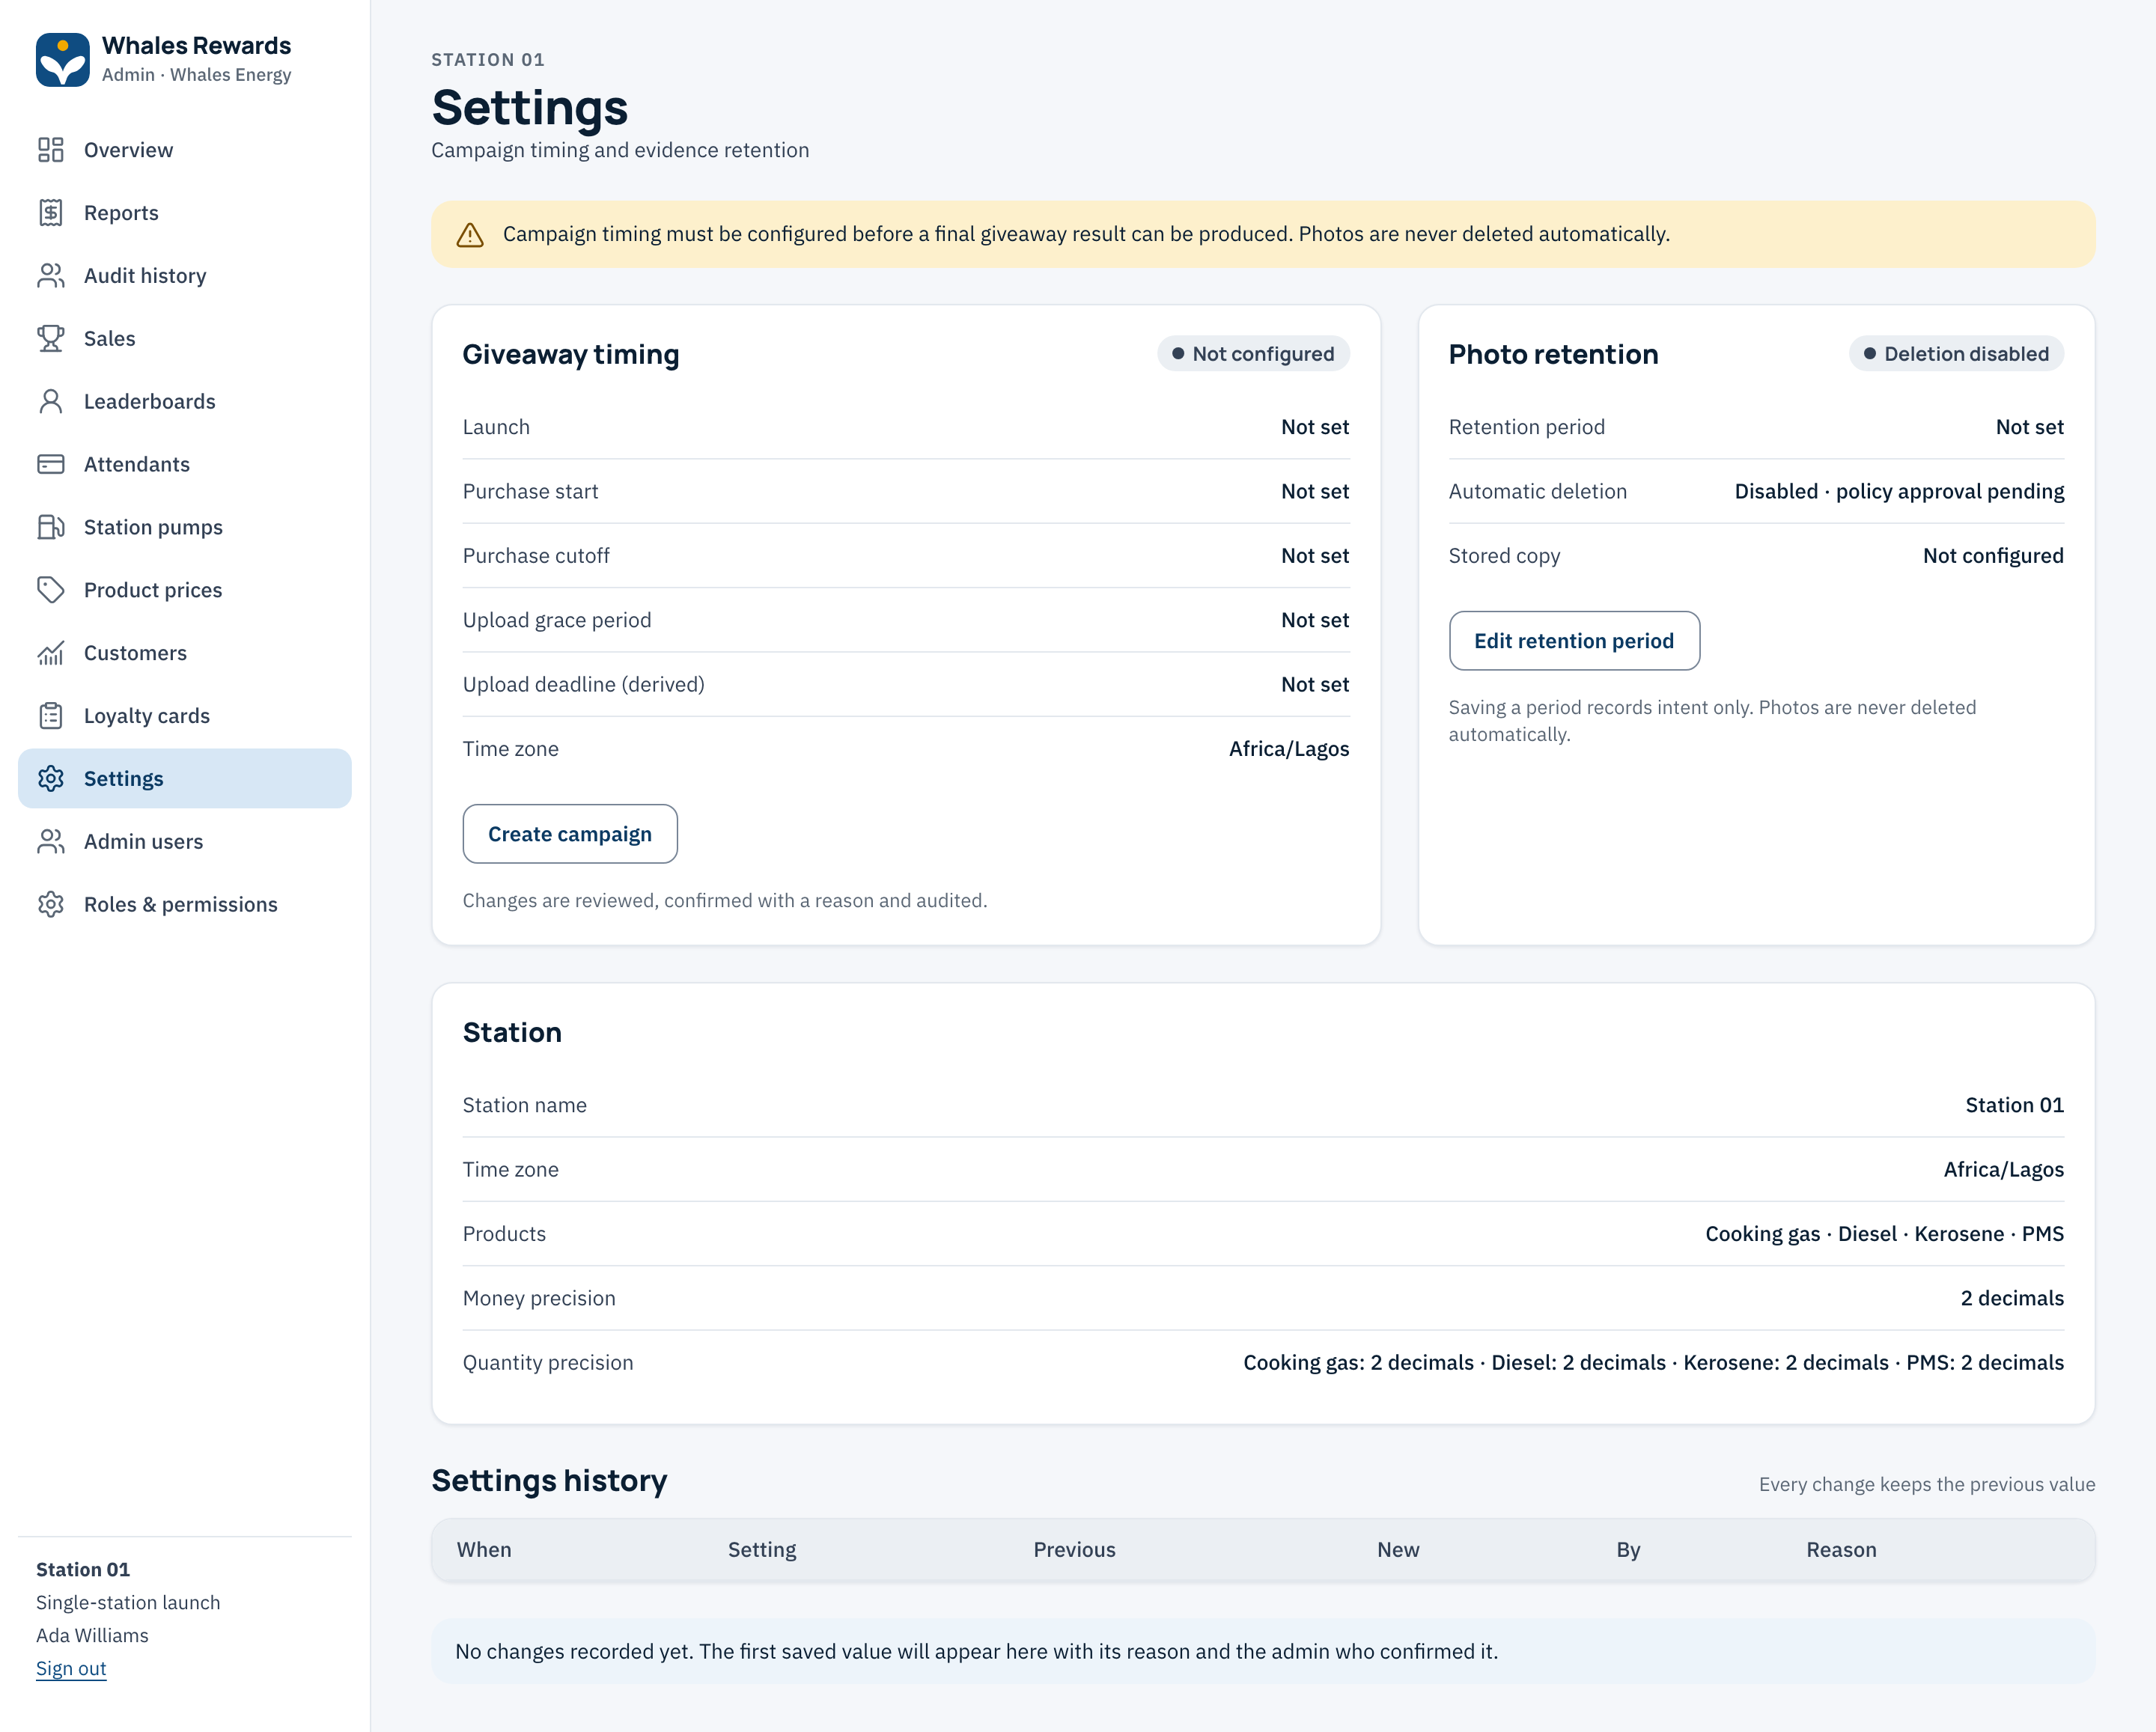 Whales Rewards
Admin · Whales Energy
Overview
Reports
Audit history
Sales
Leaderboards
Attendants
Station pumps
Product prices
Customers
Loyalty cards
Settings
Admin users
Roles & permissions
Station 01
Single-station launch
Ada Williams
Sign out
STATION 01
Settings
Campaign timing and evidence retention
Campaign timing must be configured before a final giveaway result can be produced. Photos are never deleted automatically.
Giveaway timing
Not configured
Launch Not set
Purchase start Not set
Purchase cutoff Not set
Upload grace period Not set
Upload deadline (derived) Not set
Time zone Africa/Lagos
Create campaign
Changes are reviewed, confirmed with a reason and audited.
Photo retention
Deletion disabled
Retention period Not set
Automatic deletion Disabled · policy approval pending
Stored copy Not configured
Edit retention period
Saving a period records intent only. Photos are never deleted
automatically.
Station
Station name Station 01
Time zone Africa/Lagos
Products Cooking gas · Diesel · Kerosene · PMS
Money precision 2 decimals
Quantity precision Cooking gas: 2 decimals · Diesel: 2 decimals · Kerosene: 2 decimals · PMS: 2 decimals
Settings history
Every change keeps the previous value
When Setting Previous New By Reason
No changes recorded yet. The first saved value will appear here with its reason and the admin who confirmed it.